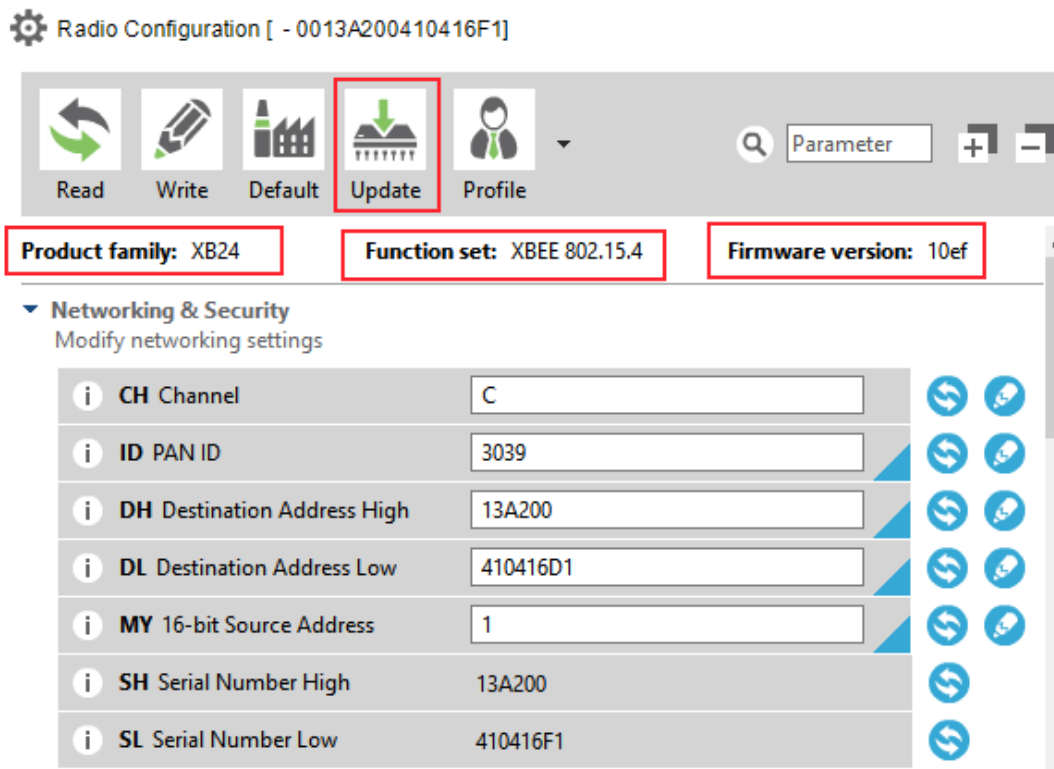 Radio Configuration [ - 0013A200410416F1]
Read Write Default Update Profile Parameter
Product family: XB24 Function set: XBEE 802.15.4 Firmware version: 10ef
Networking & Security
Modify networking settings
i CH Channel C
i ID PAN ID 3039
i DH Destination Address High 13A200
i DL Destination Address Low 410416D1
i MY 16-bit Source Address 1
i SH Serial Number High 13A200
i SL Serial Number Low 410416F1